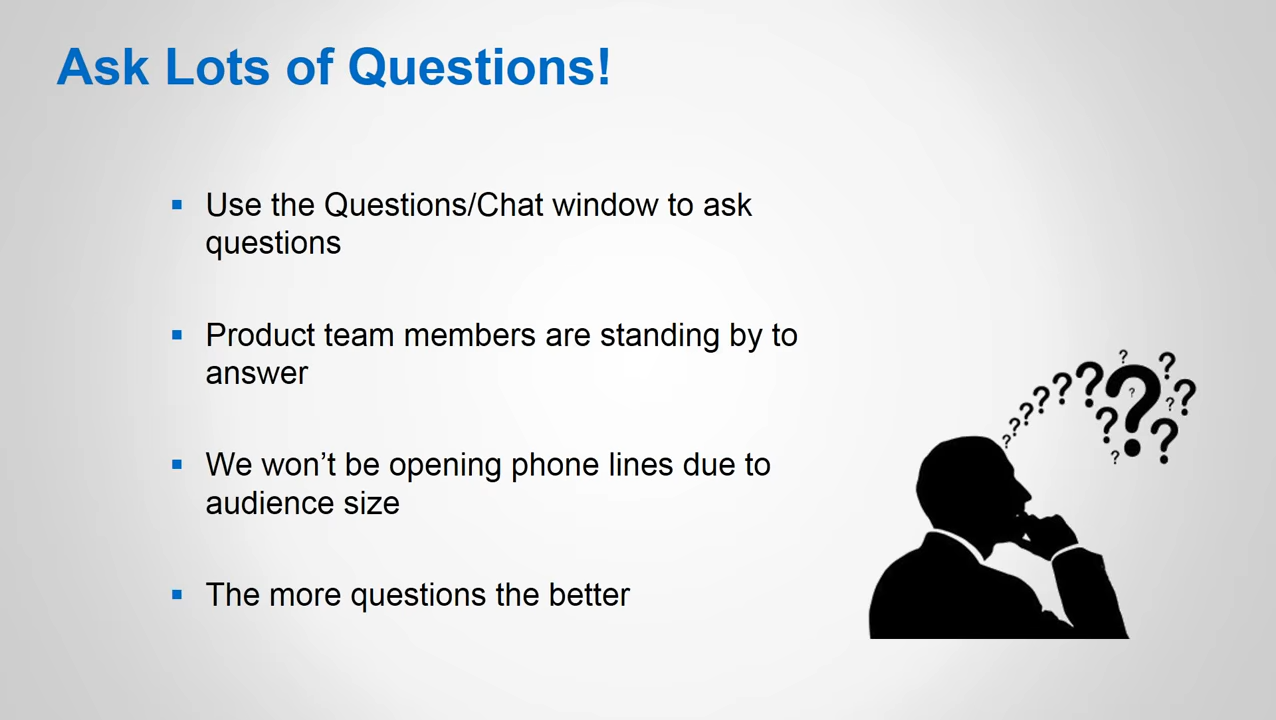 Ask Lots of Questions!
Use the Questions/Chat window to ask
questions
Product team members are standing by to
answer
We won’t be opening phone lines due to
audience size
The more questions the better